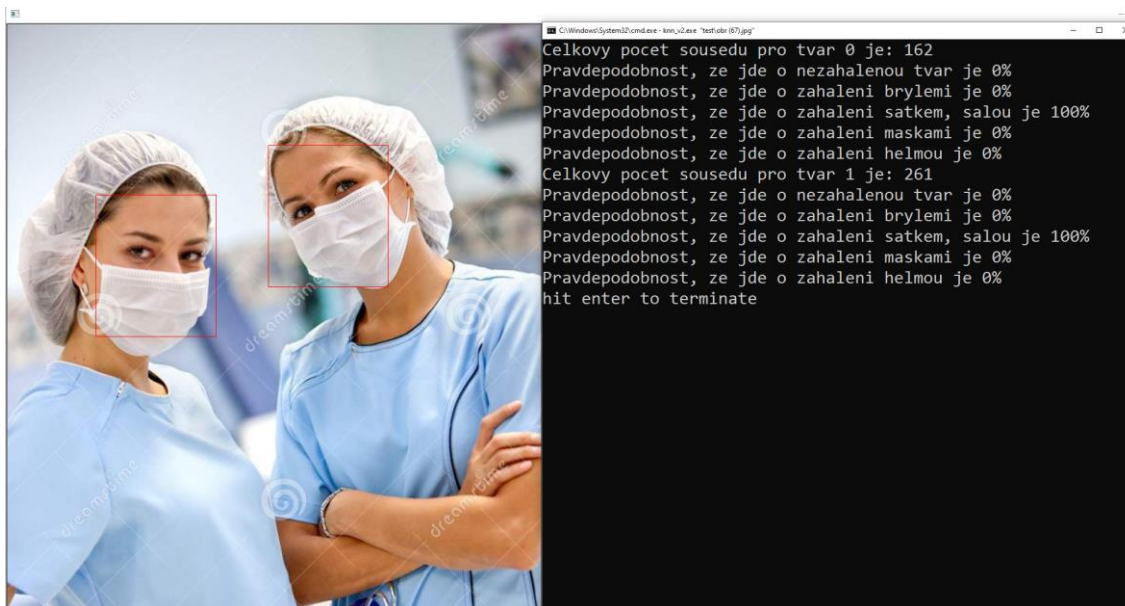 C:\Windows\System32\cmd.exe - knn_v2.exe "test\obr (67).jpg"
Celkovy pocet sousedu pro tvar 0 je: 162
Pravdepodobnost, ze jde o nezahalenou tvar je 0%
Pravdepodobnost, ze jde o zahaleni brylemi je 0%
Pravdepodobnost, ze jde o zahaleni satkem, salou je 100%
Pravdepodobnost, ze jde o zahaleni maskami je 0%
Pravdepodobnost, ze jde o zahaleni helmou je 0%
Celkovy pocet sousedu pro tvar 1 je: 261
Pravdepodobnost, ze jde o nezahalenou tvar je 0%
Pravdepodobnost, ze jde o zahaleni brylemi je 0%
Pravdepodobnost, ze jde o zahaleni satkem, salou je 100%
Pravdepodobnost, ze jde o zahaleni maskami je 0%
Pravdepodobnost, ze jde o zahaleni helmou je 0%
hit enter to terminate
dreamstime
dreamstime
dreamstime
dreamstime
dreamstime